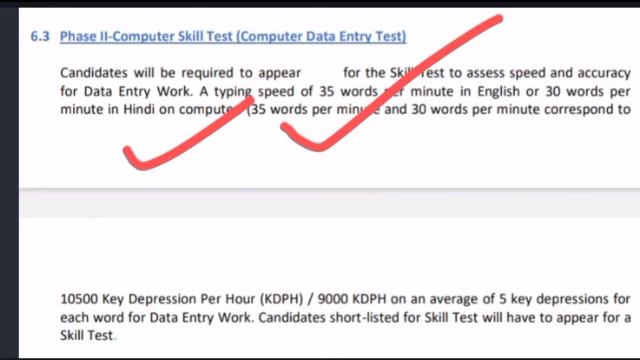 6.3 Phase II-Computer Skill Test (Computer Data Entry Test)
Candidates will be required to appear for the Skill Test to assess speed and accuracy
for Data Entry Work. A typing speed of 35 words per minute in English or 30 words per
minute in Hindi on computer (35 words per minute and 30 words per minute correspond to
10500 Key Depression Per Hour (KDPH) / 9000 KDPH on an average of 5 key depressions for
each word for Data Entry Work. Candidates short-listed for Skill Test will have to appear for a
Skill Test.